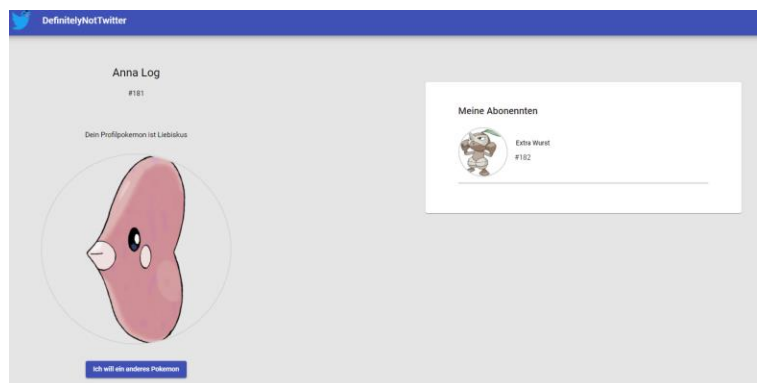 DefinitelyNotTwitter
Anna Log
#181
Dein Profilpokemon ist Liebiskus
Ich will ein anderes Pokemon
Meine Abonennten
Extra Wurst
#182